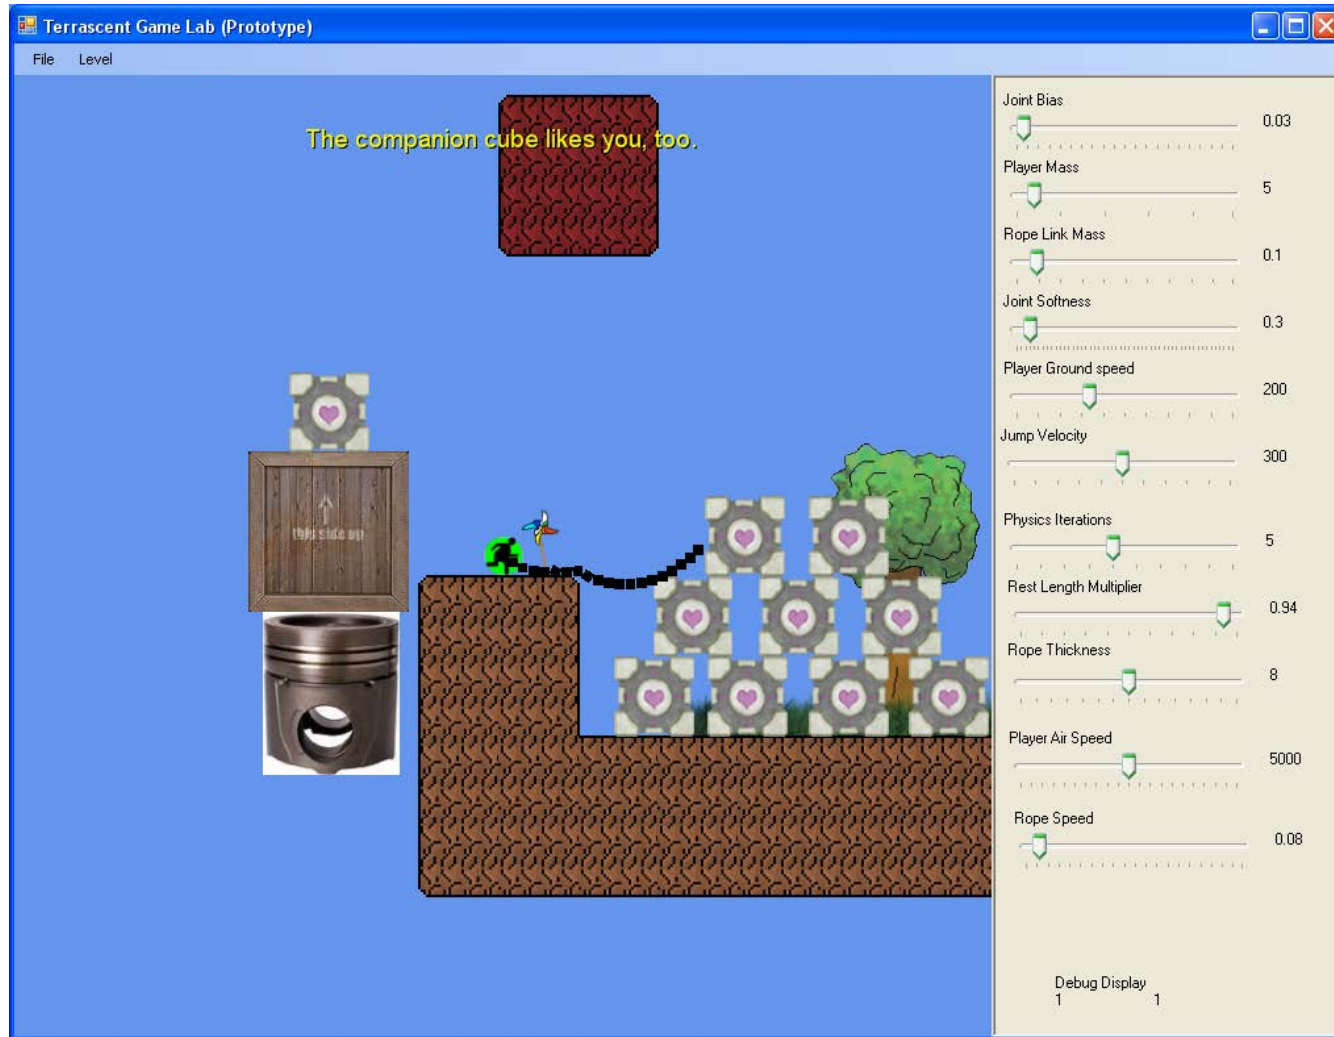 Terrascent Game Lab (Prototype)
File Level
The companion cube likes you, too.
this side up
Joint Bias
0.03
Player Mass
5
Rope Link Mass
0.1
Joint Softness
0.3
Player Ground speed
200
Jump Velocity
300
Physics Iterations
5
Rest Length Multiplier
0.94
Rope Thickness
8
Player Air Speed
5000
Rope Speed
0.08
Debug Display
1 1